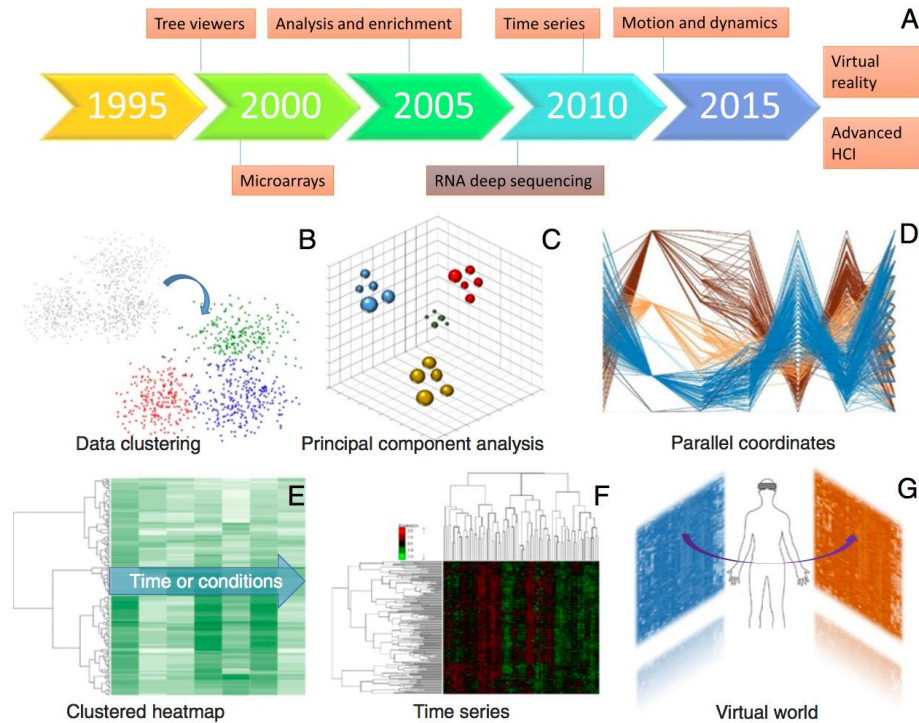 Tree viewers
Analysis and enrichment
Time series
Motion and dynamics
A
1995
2000
2005
2010
2015
Virtual
reality
Advanced
HCI
Microarrays
RNA deep sequencing
B
Data clustering
C
Principal component analysis
D
Parallel coordinates
E
Time or conditions
Clustered heatmap
F
Time series
G
Virtual world